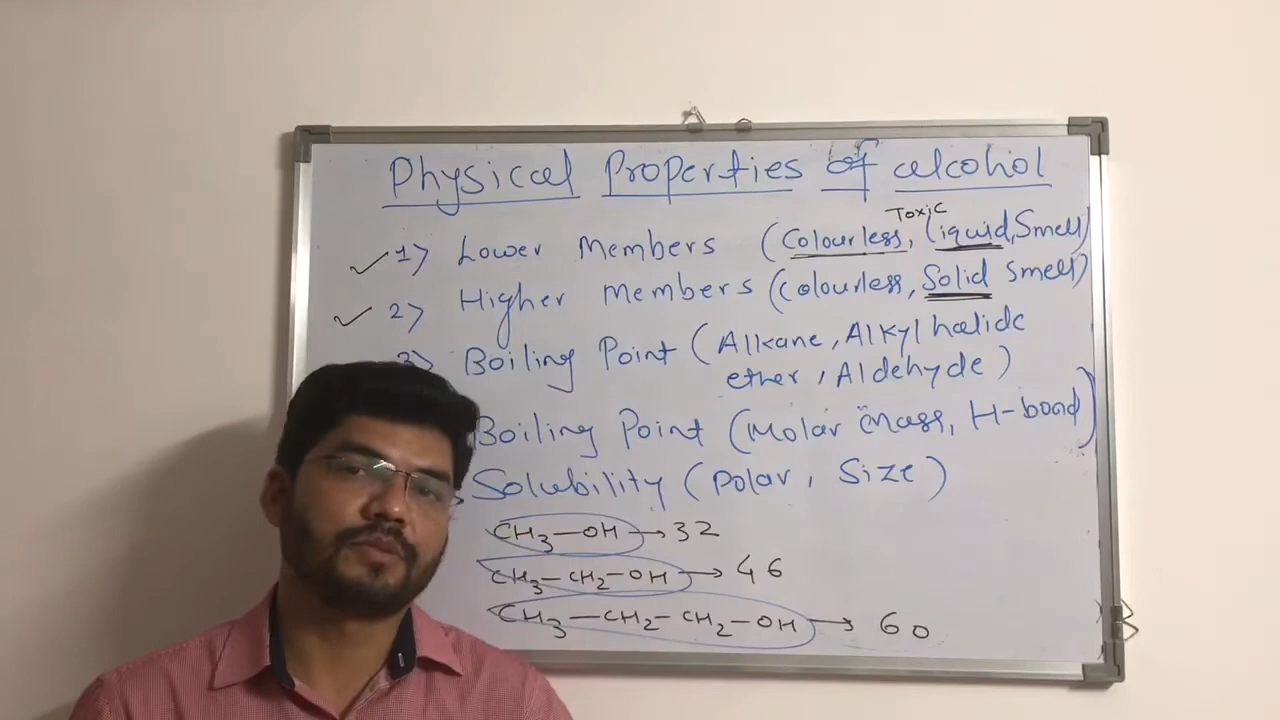 Physical Properties of alcohol
Toxic
1) Lower Members (Colourless, liquid, Smell)
2) Higher Members (Colourless, Solid Smell)
3) Boiling Point (Alkane, Alkyl halide
ether, Aldehyde)
Boiling Point (Molar mass, H-bond)
Solubility (Polar, Size)
CH3—OH → 32
CH3—CH2—OH → 46
CH3—CH2—CH2—OH → 60